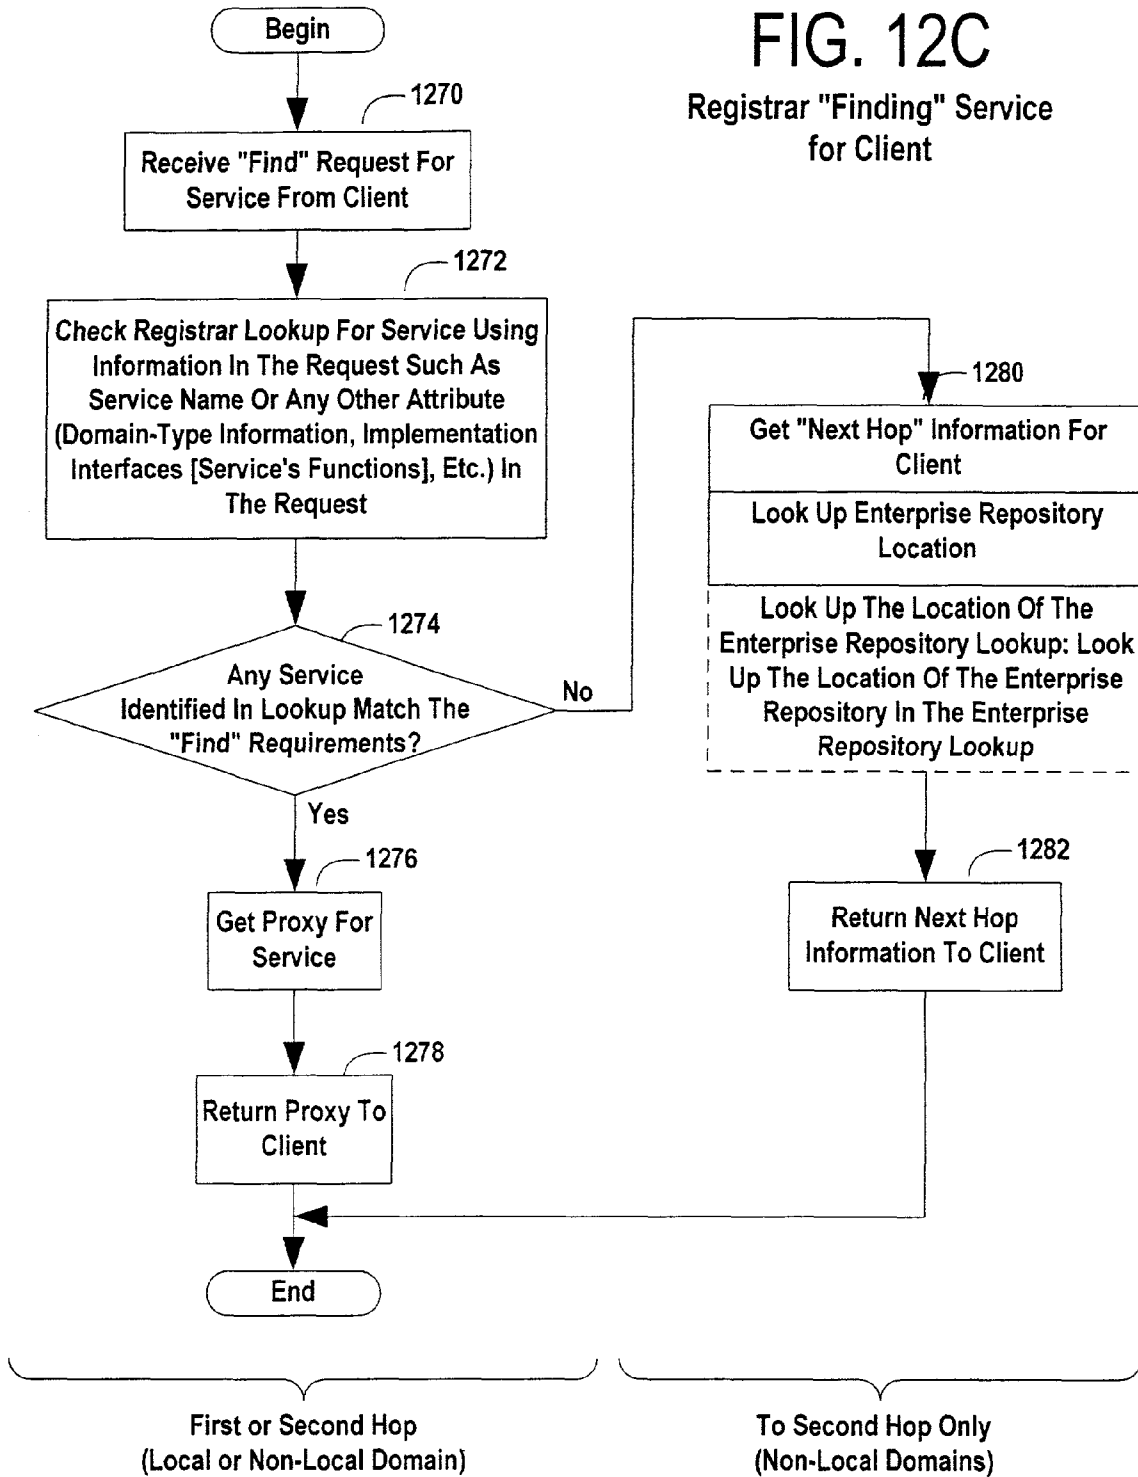 FIG. 12C
Registrar "Finding" Service
for Client
Begin
1270
Receive "Find" Request For
Service From Client
1272
Check Registrar Lookup For Service Using
Information In The Request Such As
Service Name Or Any Other Attribute
(Domain-Type Information, Implementation
Interfaces [Service's Functions], Etc.) In
The Request
1274
Any Service
Identified In Lookup Match The
"Find" Requirements?
No
Yes
1276
Get Proxy For
Service
1278
Return Proxy To
Client
End
1280
Get "Next Hop" Information For
Client
Look Up Enterprise Repository
Location
Look Up The Location Of The
Enterprise Repository Lookup: Look
Up The Location Of The Enterprise
Repository In The Enterprise
Repository Lookup
1282
Return Next Hop
Information To Client
First or Second Hop
(Local or Non-Local Domain)
To Second Hop Only
(Non-Local Domains)